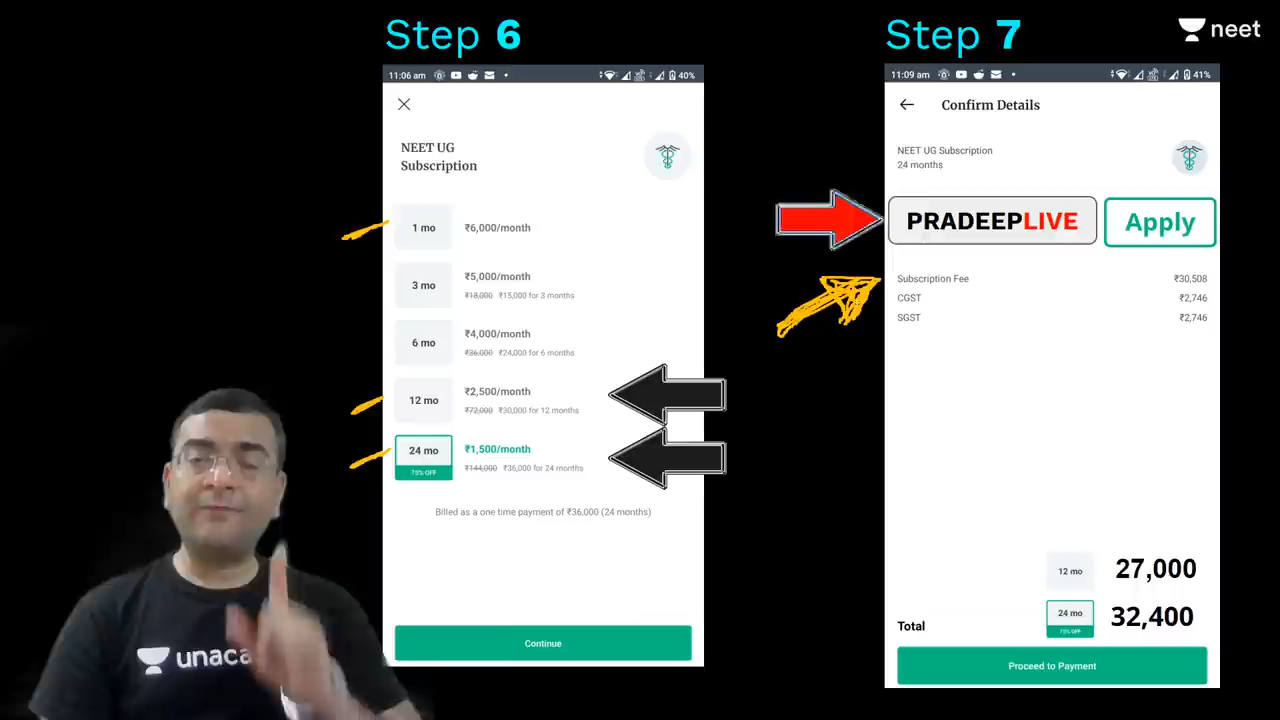 Step 6
11:06 am
40%
NEET UG
Subscription
1 mo
₹6,000/month
3 mo
₹5,000/month
₹18,000 ₹15,000 for 3 months
6 mo
₹4,000/month
₹36,000 ₹24,000 for 6 months
12 mo
₹2,500/month
₹72,000 ₹30,000 for 12 months
24 mo
75% OFF
₹1,500/month
₹144,000 ₹36,000 for 24 months
Billed as a one time payment of ₹36,000 (24 months)
Continue
Step 7
neet
11:09 am
41%
Confirm Details
NEET UG Subscription
24 months
PRADEEPLIVE
Apply
Subscription Fee ₹30,508
CGST ₹2,746
SGST ₹2,746
12 mo 27,000
24 mo 32,400
75% OFF
Total
Proceed to Payment
unaca